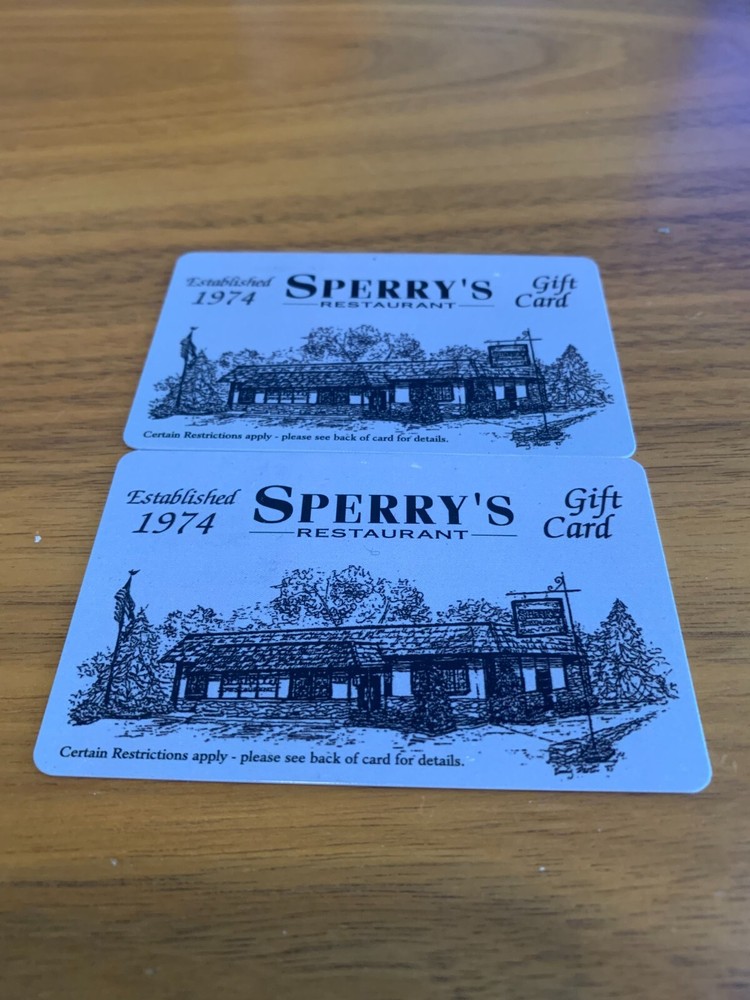 Established 1974
SPERRY'S
RESTAURANT
Gift Card
Certain Restrictions apply - please see back of card for details.
Established 1974
SPERRY'S
RESTAURANT
Gift Card
Certain Restrictions apply - please see back of card for details.